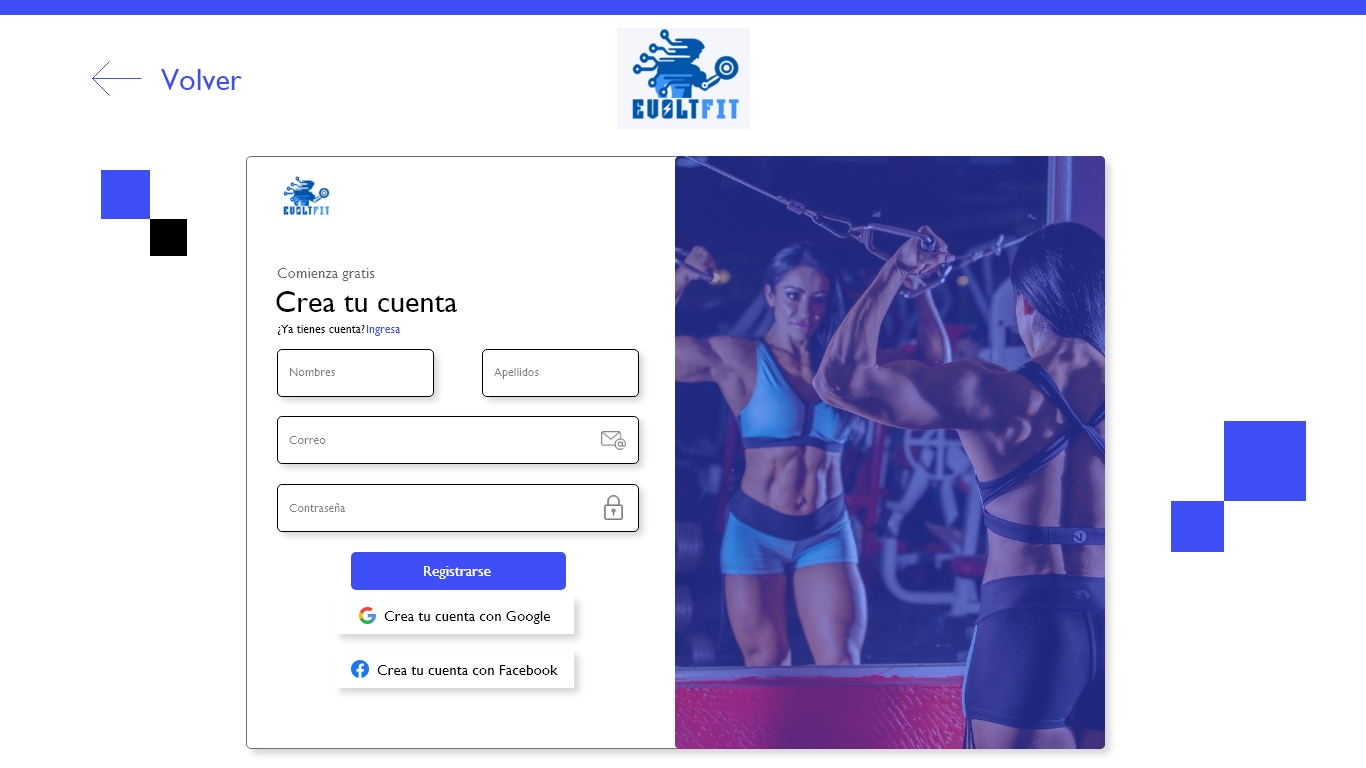 Volver
EVOLTFIT
EVOLTFIT
Comienza gratis
Crea tu cuenta
¿Ya tienes cuenta? Ingresa
Nombres
Apellidos
Correo
Contraseña
Registrarse
Crea tu cuenta con Google
Crea tu cuenta con Facebook